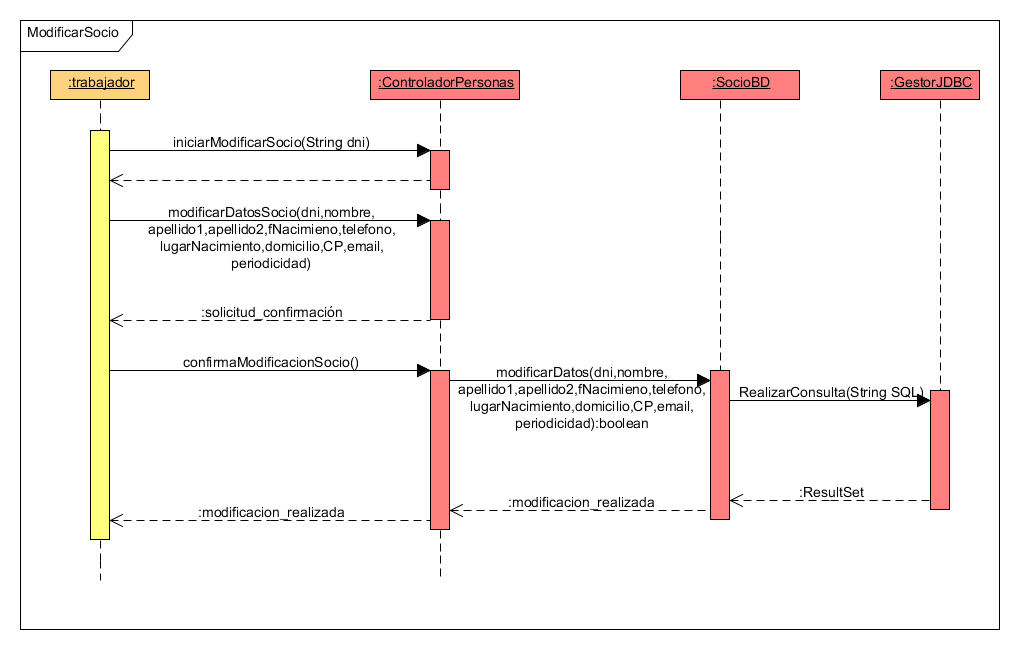 ModificarSocio
:trabajador
:ControladorPersonas
:SocioBD
:GestorJDBC
iniciarModificarSocio(String dni)
modificarDatosSocio(dni,nombre,
apellido1,apellido2,fNacimieno,telefono,
lugarNacimiento,domicilio,CP,email,
periodicidad)
:solicitud_confirmación
confirmaModificacionSocio()
modificarDatos(dni,nombre,
apellido1,apellido2,fNacimieno,telefono,
lugarNacimiento,domicilio,CP,email,
periodicidad):boolean
RealizarConsulta(String SQL)
:ResultSet
:modificacion_realizada
:modificacion_realizada